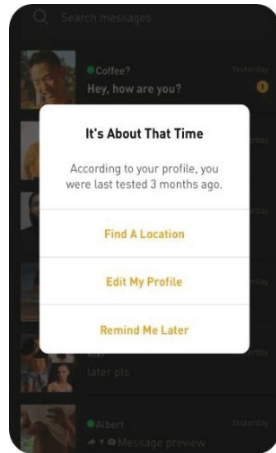 Search messages
Coffee?
Yesterday
Hey, how are you?
1
It's About That Time
According to your profile, you
were last tested 3 months ago.
Find A Location
Edit My Profile
Remind Me Later
later pls
Albert
Yesterday
Message preview